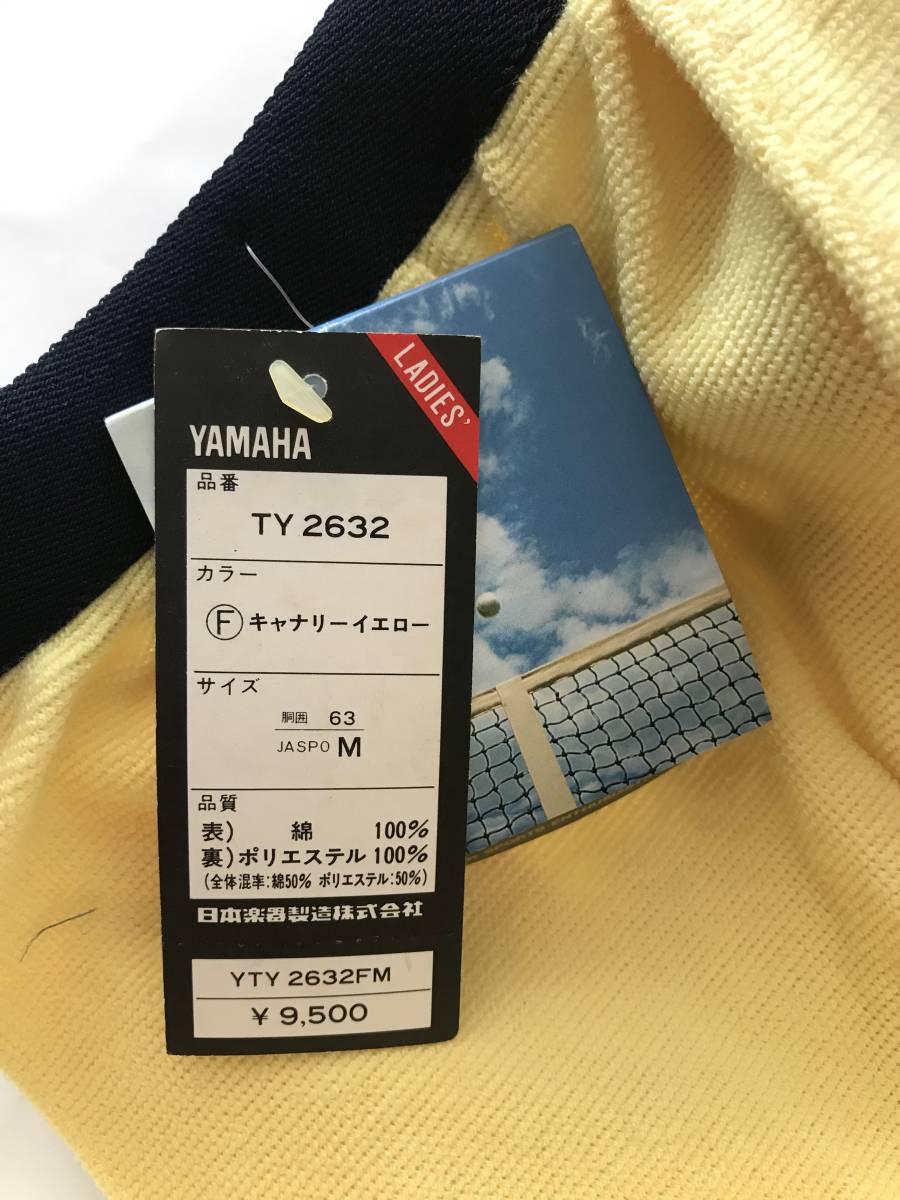 LADIES'
YAMAHA
品番
TY 2632
カラー
Ⓕキャナリーイエロー
サイズ
胴囲 63
JASPO M
品質
表) 綿 100%
裏)ポリエステル 100%
(全体混率:綿50% ポリエステル:50%)
日本楽器製造株式会社
YTY 2632FM
¥ 9,500